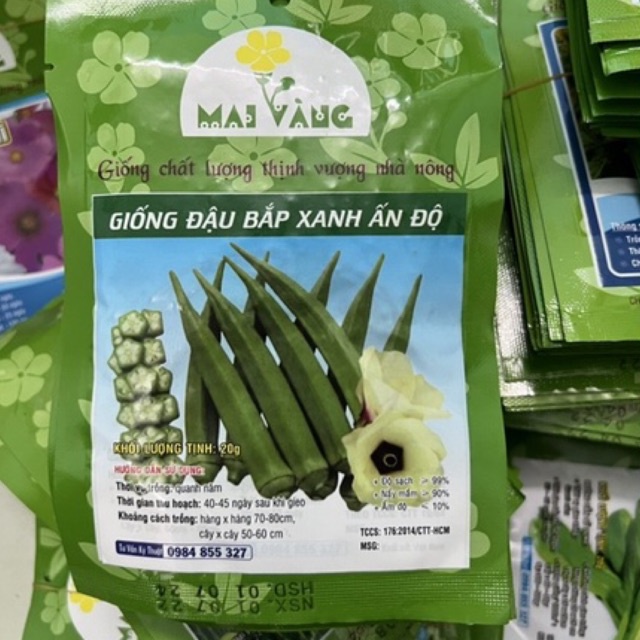 MAI VÀNG
Giống chất lượng thịnh vượng nhà nông
GIỐNG ĐẬU BẮP XANH ẤN ĐỘ
KHỐI LƯỢNG TỊNH: 20g
HƯỚNG DẪN SỬ DỤNG:
Thời vụ trồng: quanh năm
Thời gian thu hoạch: 40-45 ngày sau khi gieo
Khoảng cách trồng: hàng x hàng 70-80cm,
cây x cây 50-60 cm
Tư Vấn Kỹ Thuật 0984 855 327
• Độ sạch ≥ 99%
• Nảy mầm ≥ 90%
• Ẩm độ 10%
TCCS: 176:2014/CTT-HCM
MSG:
NSX 01 07 22
HSD 01 07 24